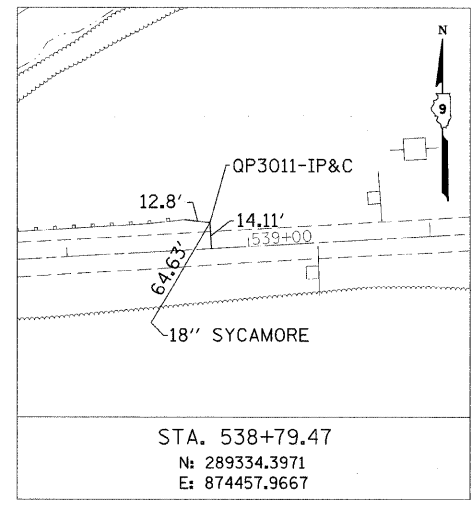 N
9
QP3011-IP&C
12.8'
14.11'
539+00
64.63'
18'' SYCAMORE
STA. 538+79.47
N: 289334.3971
E: 874457.9667